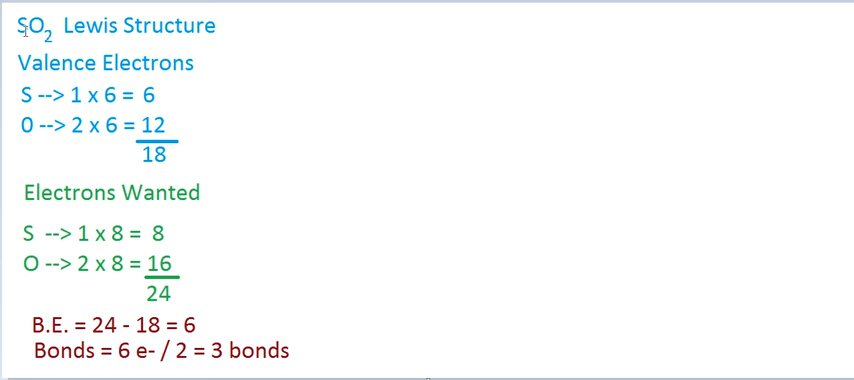 SO2 Lewis Structure
Valence Electrons
S --> 1 x 6 = 6
0 --> 2 x 6 = 12
18
Electrons Wanted
S --> 1 x 8 = 8
O --> 2 x 8 = 16
24
B.E. = 24 - 18 = 6
Bonds = 6 e- / 2 = 3 bonds